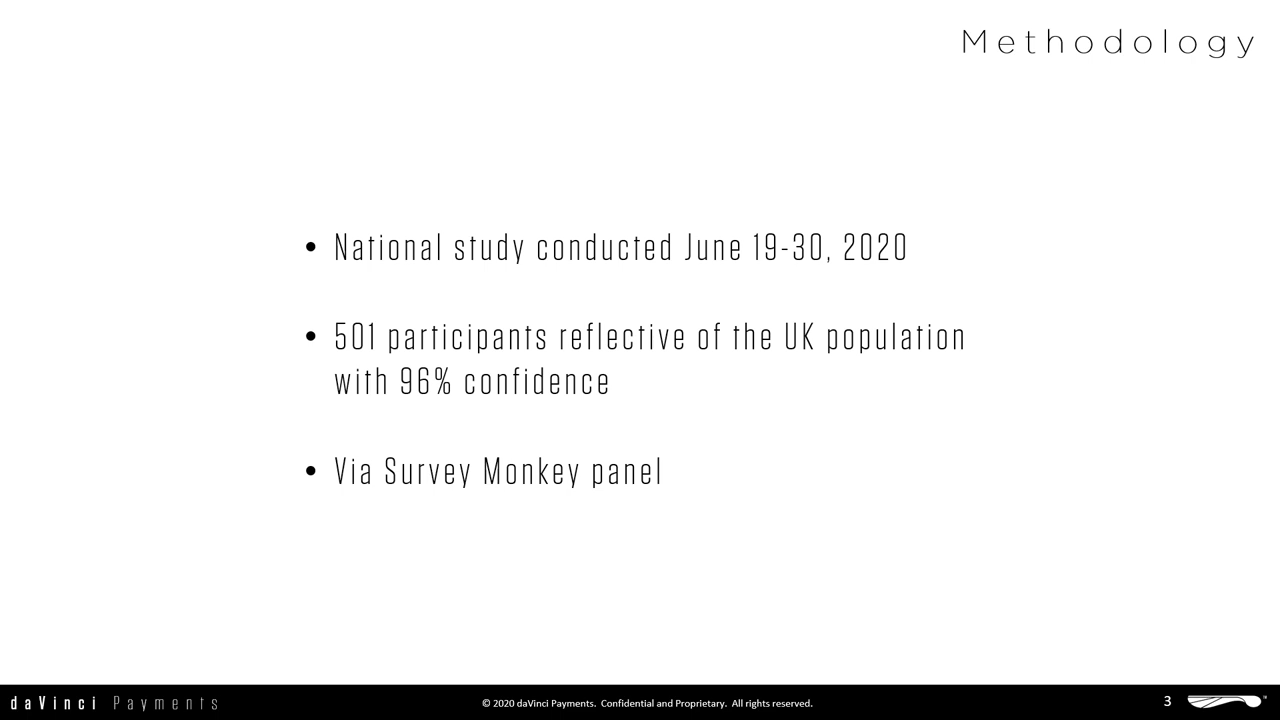 Methodology
• National study conducted June 19-30, 2020
• 501 participants reflective of the UK population
with 96% confidence
• Via Survey Monkey panel
daVinci Payments
© 2020 daVinci Payments. Confidential and Proprietary. All rights reserved.
3